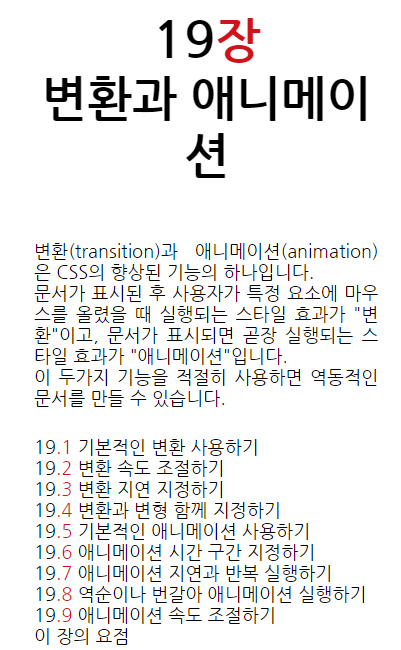 19장
변환과 애니메이
션
변환(transition)과 애니메이션(animation)
은 CSS의 향상된 기능의 하나입니다.
문서가 표시된 후 사용자가 특정 요소에 마우
스를 올렸을 때 실행되는 스타일 효과가 "변
환"이고, 문서가 표시되면 곧장 실행되는 스
타일 효과가 "애니메이션"입니다.
이 두가지 기능을 적절히 사용하면 역동적인
문서를 만들 수 있습니다.
19.1 기본적인 변환 사용하기
19.2 변환 속도 조절하기
19.3 변환 지연 지정하기
19.4 변환과 변형 함께 지정하기
19.5 기본적인 애니메이션 사용하기
19.6 애니메이션 시간 구간 지정하기
19.7 애니메이션 지연과 반복 실행하기
19.8 역순이나 번갈아 애니메이션 실행하기
19.9 애니메이션 속도 조절하기
이 장의 요점